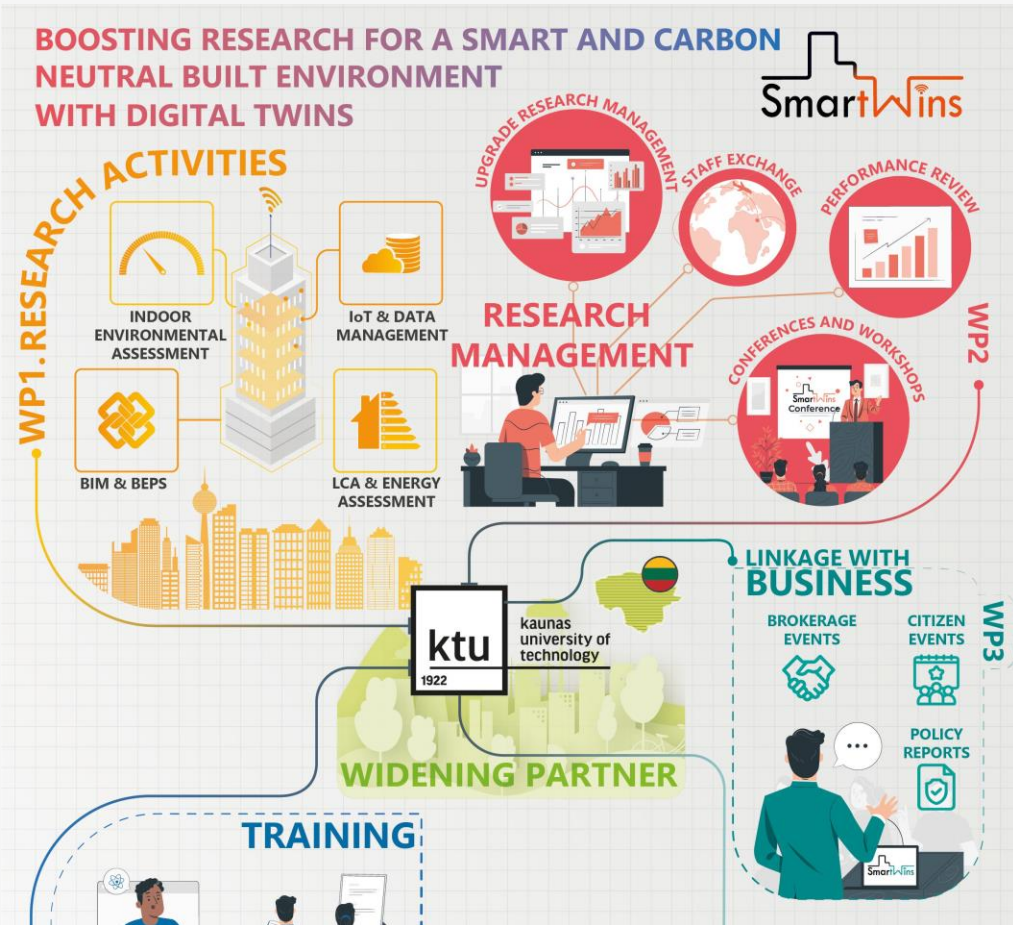 BOOSTING RESEARCH FOR A SMART AND CARBON
NEUTRAL BUILT ENVIRONMENT
WITH DIGITAL TWINS
SmartWins
WP1. RESEARCH ACTIVITIES
INDOOR
ENVIRONMENTAL
ASSESSMENT
IoT & DATA
MANAGEMENT
BIM & BEPS
LCA & ENERGY
ASSESSMENT
UPGRADE RESEARCH MANAGEMENT
STAFF EXCHANGE
PERFORMANCE REVIEW
RESEARCH
MANAGEMENT
CONFERENCES AND WORKSHOPS
SmartWins
Conference
WP2
ktu
1922
kaunas
university of
technology
WIDENING PARTNER
LINKAGE WITH
BUSINESS
WP3
BROKERAGE
EVENTS
CITIZEN
EVENTS
POLICY
REPORTS
SmartWins
TRAINING